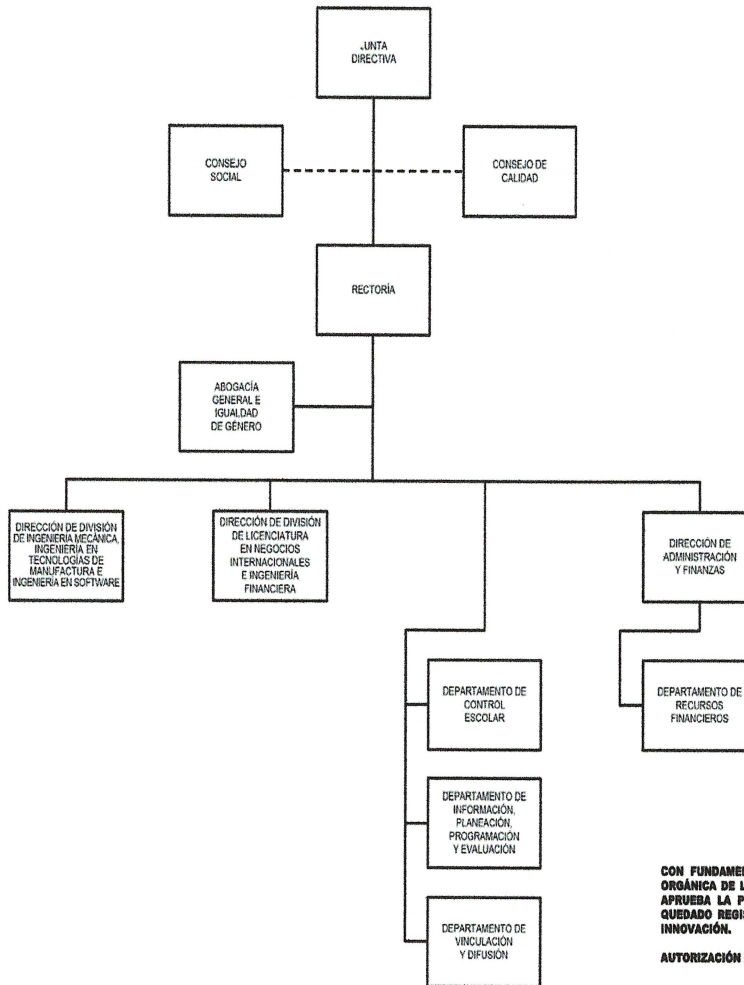 JUNTA
DIRECTIVA
CONSEJO
SOCIAL
CONSEJO DE
CALIDAD
RECTORÍA
ABOGACÍA
GENERAL E
IGUALDAD
DE GÉNERO
DIRECCIÓN DE DIVISIÓN
DE INGENIERÍA MECÁNICA,
INGENIERÍA EN
TECNOLOGÍAS DE
MANUFACTURA E
INGENIERÍA EN SOFTWARE
DIRECCIÓN DE DIVISIÓN
DE LICENCIATURA
EN NEGOCIOS
INTERNACIONALES
E INGENIERÍA
FINANCIERA
DIRECCIÓN DE
ADMINISTRACIÓN
Y FINANZAS
DEPARTAMENTO DE
CONTROL
ESCOLAR
DEPARTAMENTO DE
RECURSOS
FINANCIEROS
DEPARTAMENTO DE
INFORMACIÓN,
PLANEACIÓN,
PROGRAMACIÓN
Y EVALUACIÓN
DEPARTAMENTO DE
VINCULACIÓN
Y DIFUSIÓN
CON
ORGÁNICA DE
APRUEBA LA
QUEDADO
INNOVACIÓN.
AUTORIZACIÓN